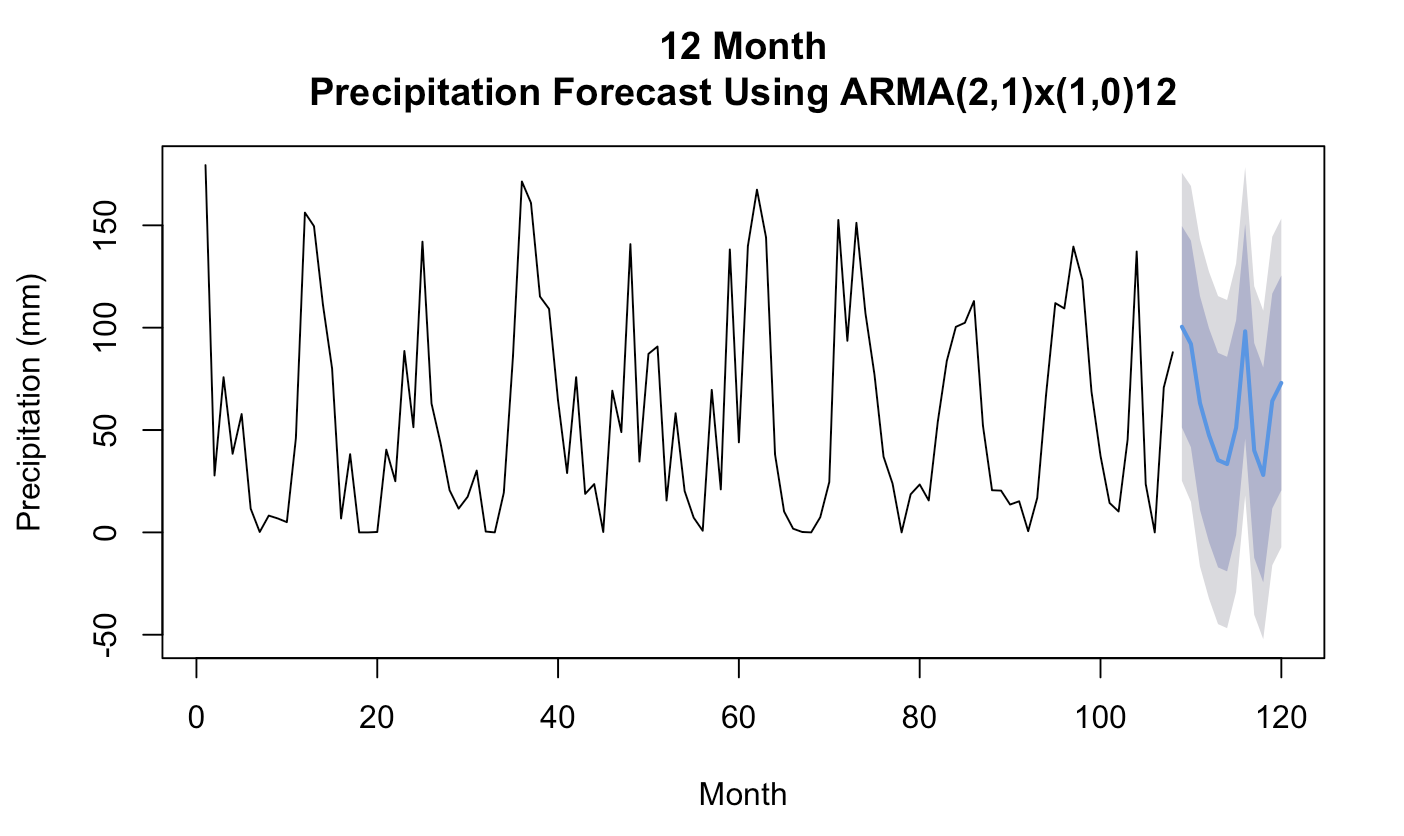 12 Month
Precipitation Forecast Using ARMA(2,1)x(1,0)12
Precipitation (mm)
150
100
50
0
-50
0 20 40 60 80 100 120
Month